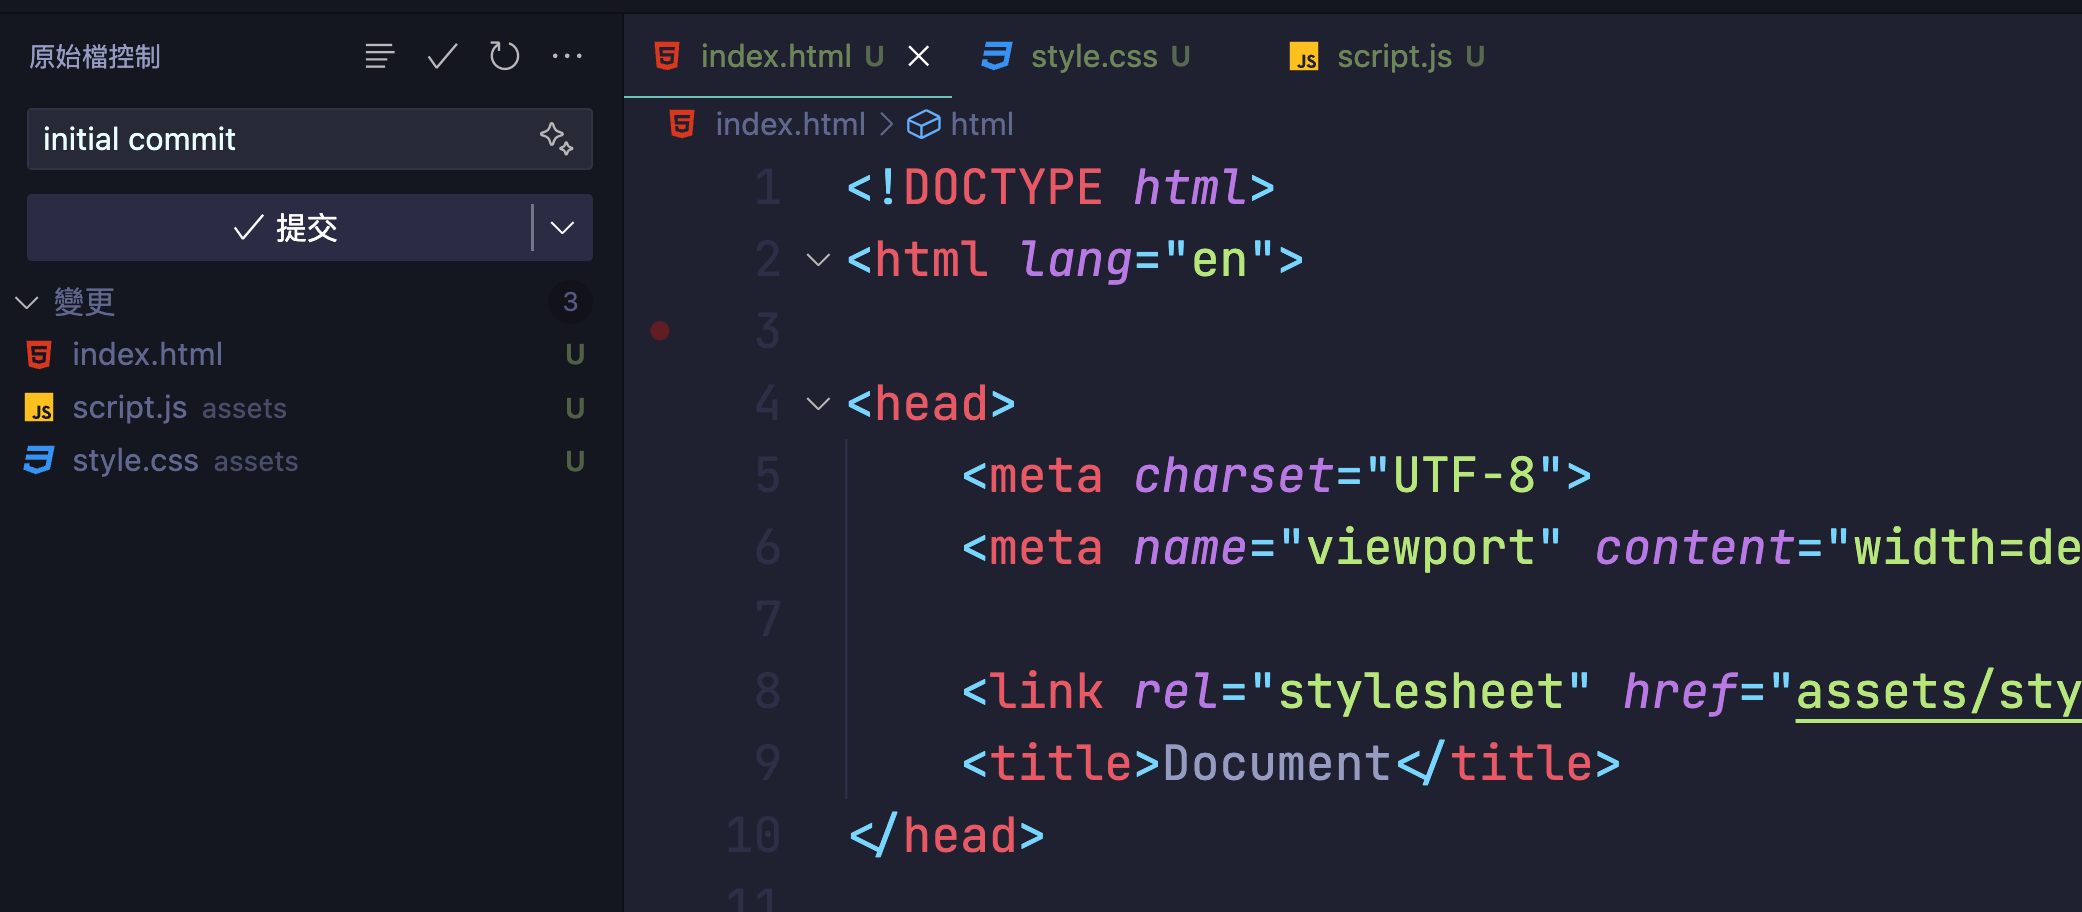 原始檔控制
initial commit
提交
變更 3
index.html U
script.js assets U
style.css assets U
index.html U style.css U script.js U
index.html > html
1 <!DOCTYPE html>
2 <html lang="en">
3
4 <head>
5 <meta charset="UTF-8">
6 <meta name="viewport" content="width=de
7
8 <link rel="stylesheet" href="assets/sty
9 <title>Document</title>
10 </head>
11